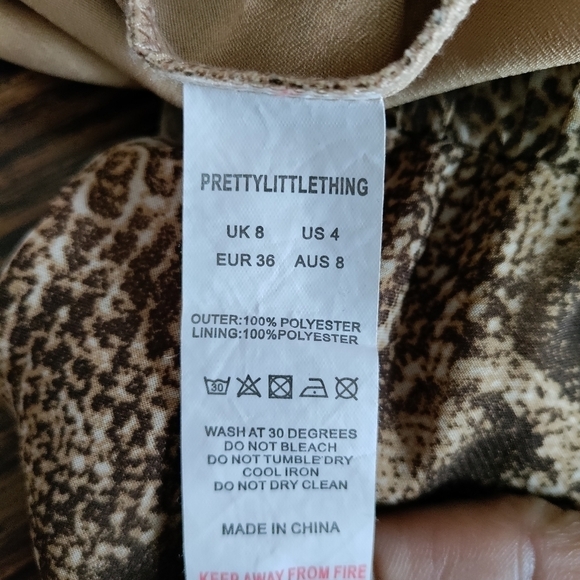 PRETTYLITTLETHING
UK 8 US 4
EUR 36 AUS 8
OUTER:100% POLYESTER
LINING:100%POLYESTER
30
WASH AT 30 DEGREES
DO NOT BLEACH
DO NOT TUMBLE DRY
COOL IRON
DO NOT DRY CLEAN
MADE IN CHINA
KEEP AWAY FROM FIRE